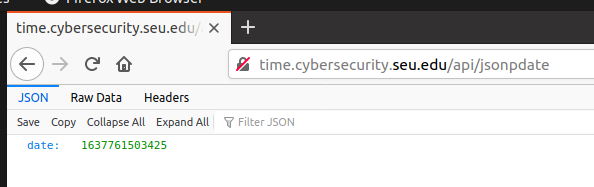 Firefox Web Browser
time.cybersecurity.seu.edu/
time.cybersecurity.seu.edu/api/jsonpdate
JSON Raw Data Headers
Save Copy Collapse All Expand All Filter JSON
date: 1637761503425